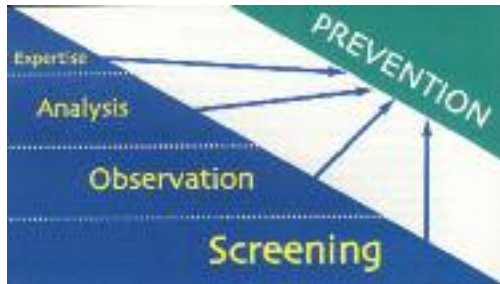 PREVENTION
Expertise
Analysis
Observation
Screening